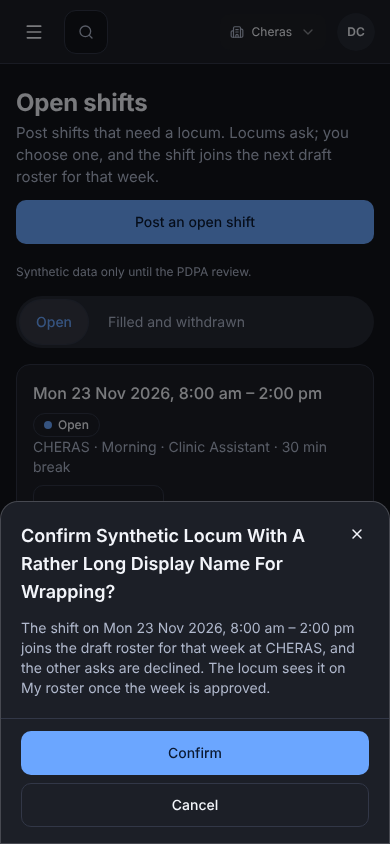 Cheras
DC
Open shifts
Post shifts that need a locum. Locums ask; you
choose one, and the shift joins the next draft
roster for that week.
Post an open shift
Synthetic data only until the PDPA review.
Open
Filled and withdrawn
Mon 23 Nov 2026, 8:00 am – 2:00 pm
Open
CHERAS · Morning · Clinic Assistant · 30 min
break
Confirm Synthetic Locum With A
Rather Long Display Name For
Wrapping?
The shift on Mon 23 Nov 2026, 8:00 am – 2:00 pm
joins the draft roster for that week at CHERAS, and
the other asks are declined. The locum sees it on
My roster once the week is approved.
Confirm
Cancel